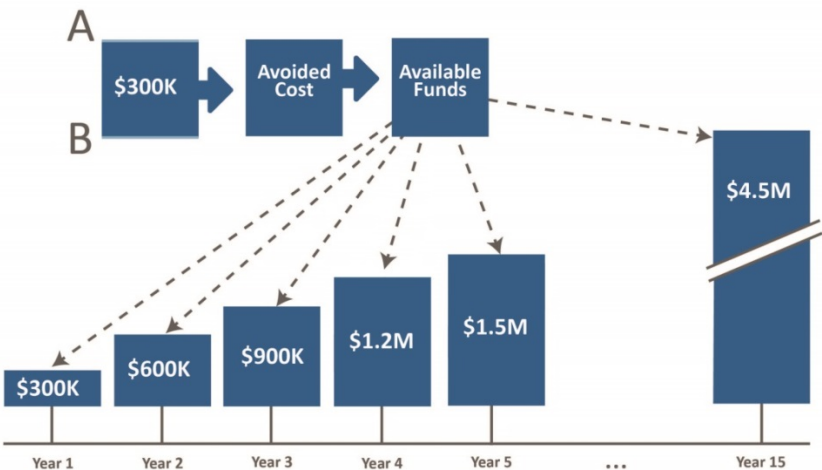 A
$300K
Avoided
Cost
Available
Funds
B
$4.5M
$300K
$600K
$900K
$1.2M
$1.5M
Year 1
Year 2
Year 3
Year 4
Year 5
...
Year 15